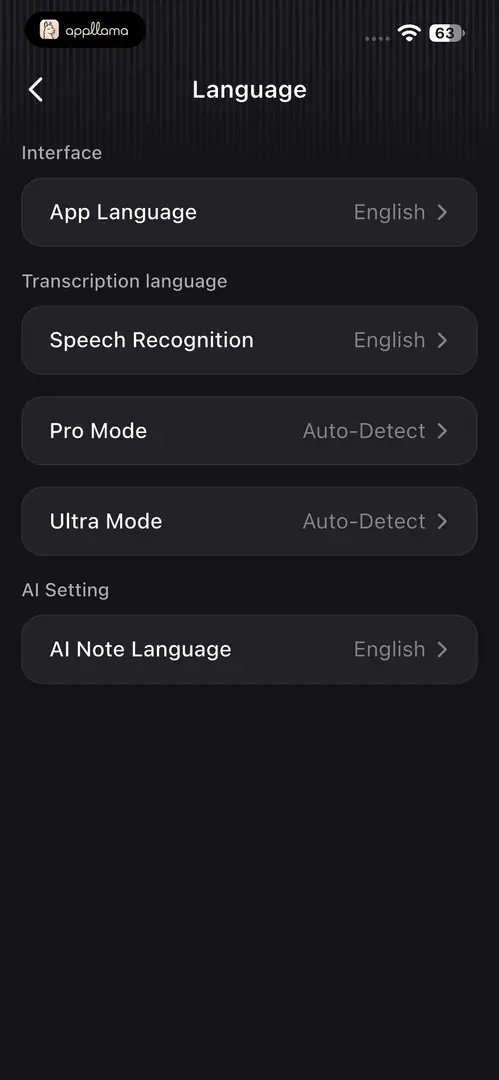 appllama
63
Language
Interface
App Language English
Transcription language
Speech Recognition English
Pro Mode Auto-Detect
Ultra Mode Auto-Detect
AI Setting
AI Note Language English